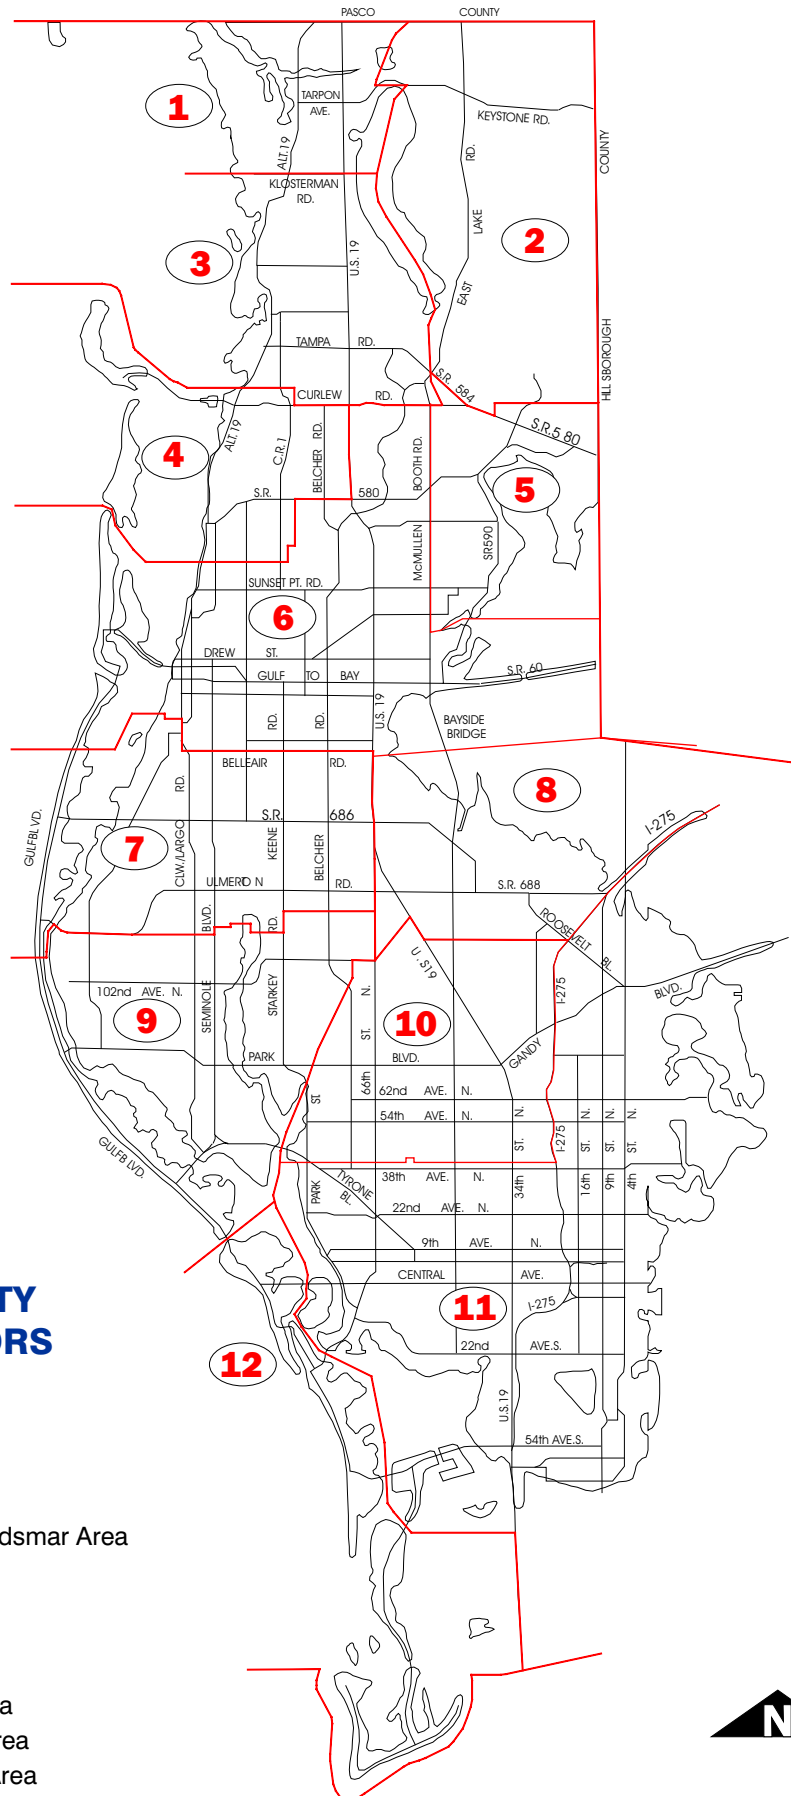 PASCO COUNTY
1
TARPON
AVE.
KEYSTONE RD.
COUNTY
ALT.19
RD.
KLOSTERMAN
RD.
LAKE
2
3
U.S. 19
EAST
HILLSBOROUGH
TAMPA RD.
S.R. 584
CURLEW RD.
ALT.19
S.R.5 80
4
C.R.1
BELCHER RD.
BOOTH RD.
S.R. 580
5
McMULLEN
SR590
SUNSET PT. RD.
6
DREW ST.
GULF TO BAY
S.R. 60
U.S. 19
RD.
RD.
BAYSIDE
BRIDGE
BELLEAIR RD.
RD.
8
GULFBLVD.
S.R. 686
I-275
7
CLW./LARGO
KEENE
BELCHER
ULMERD N RD.
S.R. 688
BLVD.
RD.
ROOSEVELT BL.
U. S19
102nd AVE. N.
SEMINOLE
STARKEY
ST. N.
I-275
BLVD.
9
10
PARK BLVD.
GANDY
66th
62nd AVE. N.
ST.
54th AVE. N.
ST. N.
I-275
ST. N.
ST. N.
ST. N.
GULFB LVD.
TYRONE
BL.
38th AVE. N.
34th
16th
9th
4th
PARK
22nd AVE. N.
9th AVE. N.
CENTRAL AVE.
TY
ORS
11
I-275
12
22nd AVE.S.
U.S.19
54th AVE.S.
dsmar Area
a
rea
Area
N